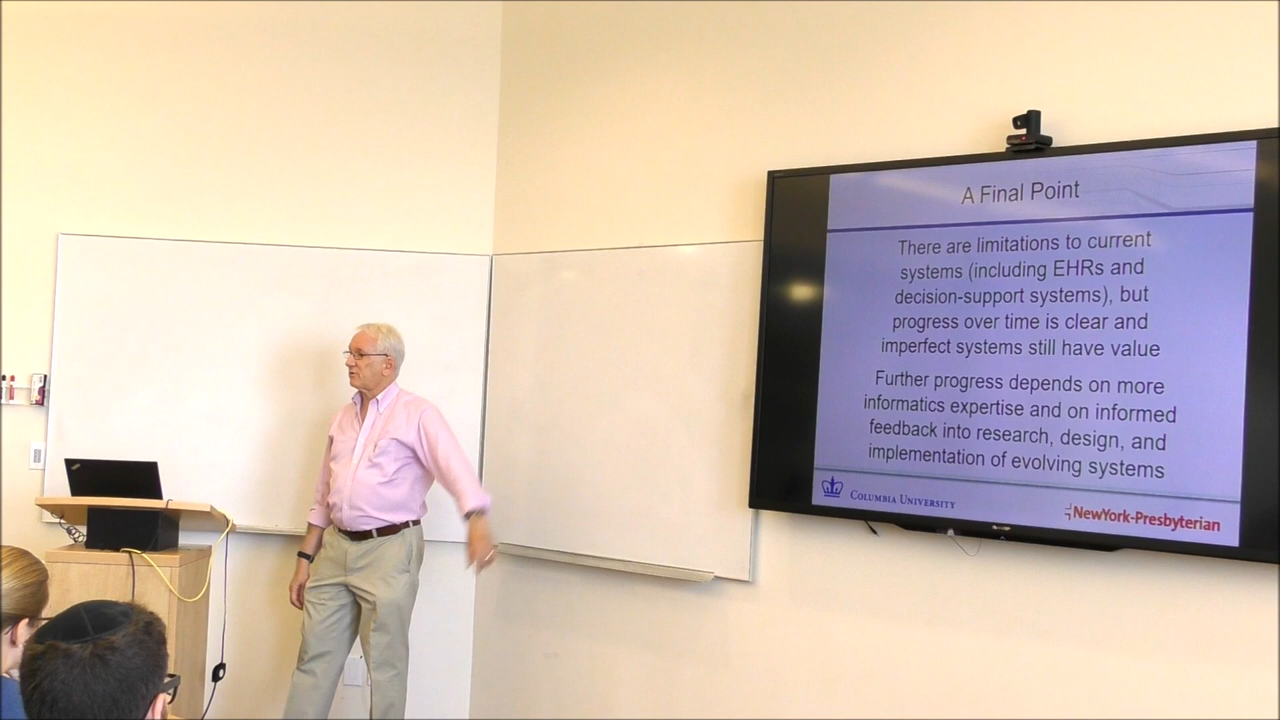 A Final Point
There are limitations to current
systems (including EHRs and
decision-support systems), but
progress over time is clear and
imperfect systems still have value
Further progress depends on more
informatics expertise and on informed
feedback into research, design, and
implementation of evolving systems
COLUMBIA UNIVERSITY
NewYork-Presbyterian